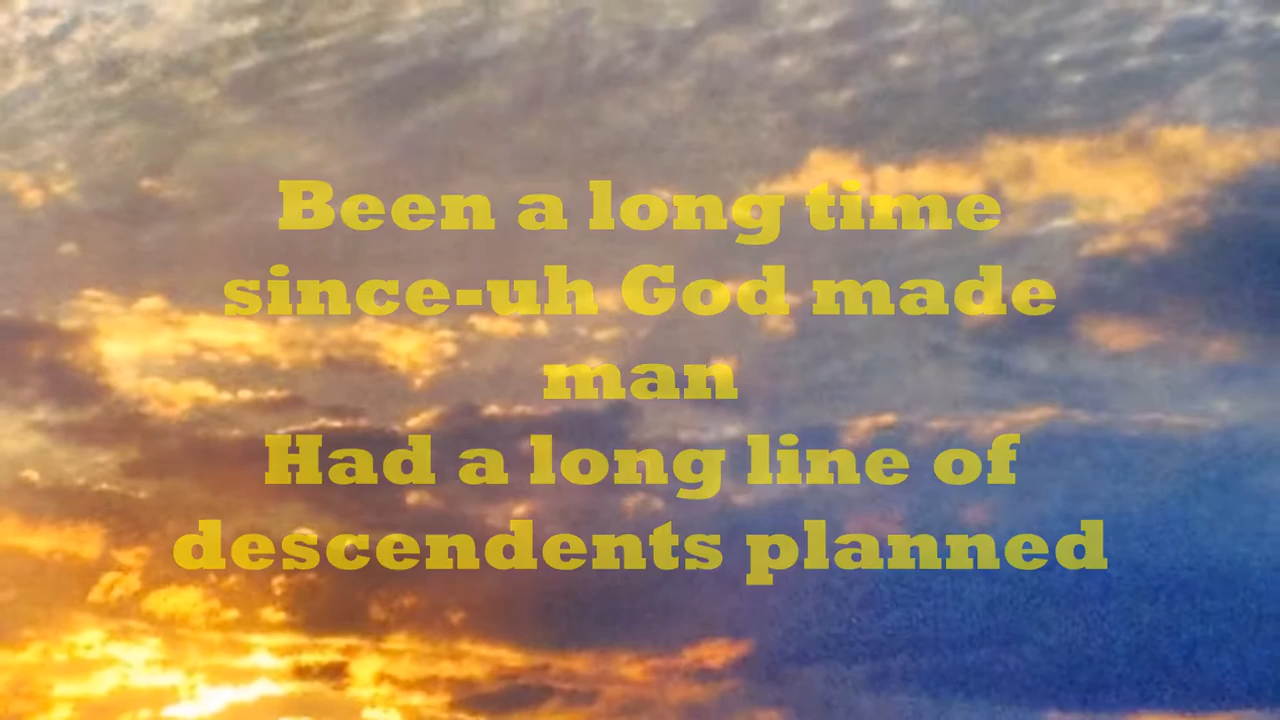 Been a long time
since-uh God made
man
Had a long line of
descendents planned